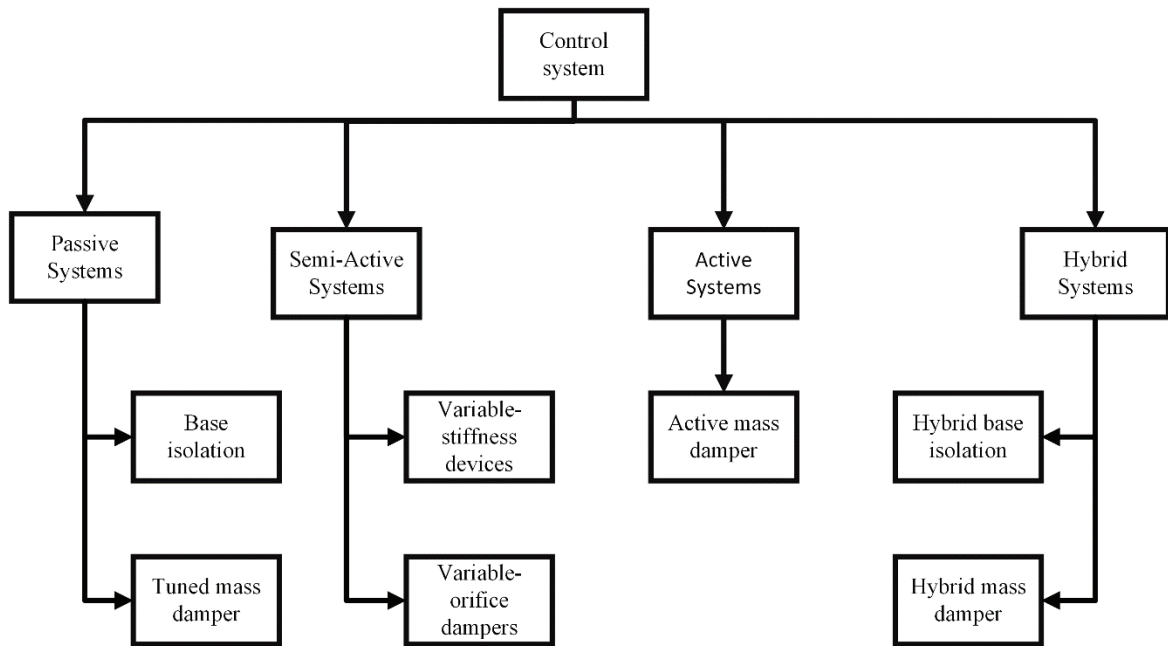 Control
system
Passive
Systems
Semi-Active
Systems
Active
Systems
Hybrid
Systems
Base
isolation
Variable-
stiffness
devices
Active mass
damper
Hybrid base
isolation
Tuned mass
damper
Variable-
orifice
dampers
Hybrid mass
damper